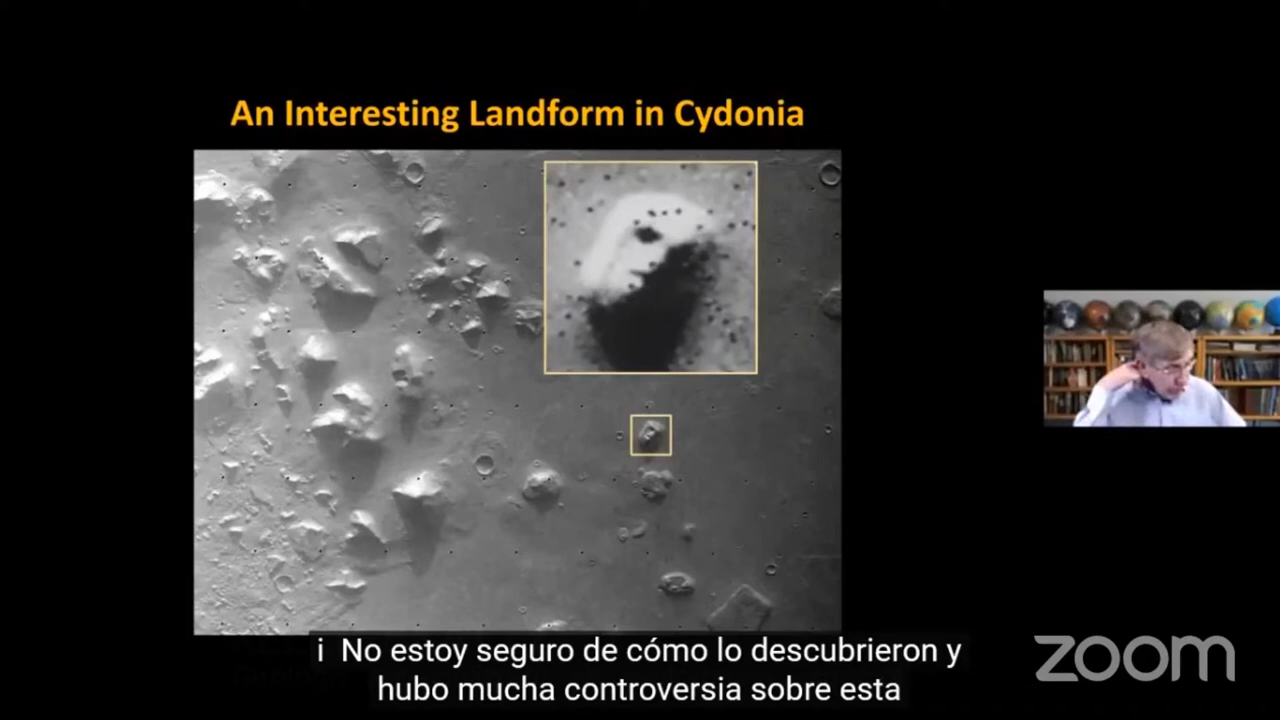 An Interesting Landform in Cydonia
i No estoy seguro de cómo lo descubrieron y
hubo mucha controversia sobre esta
zoom